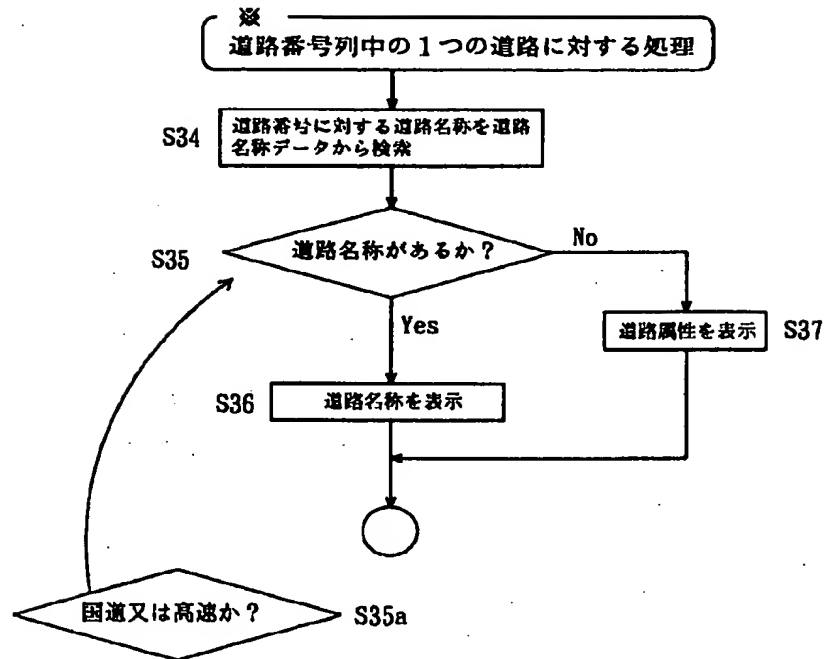 ※
道路番号列中の1つの道路に対する処理
S34
道路番号に対する道路名称を道路
名称データから検索
S35
道路名称があるか?
No
Yes
道路属性を表示
S37
S36
道路名称を表示
国道又は高速か?
S35a